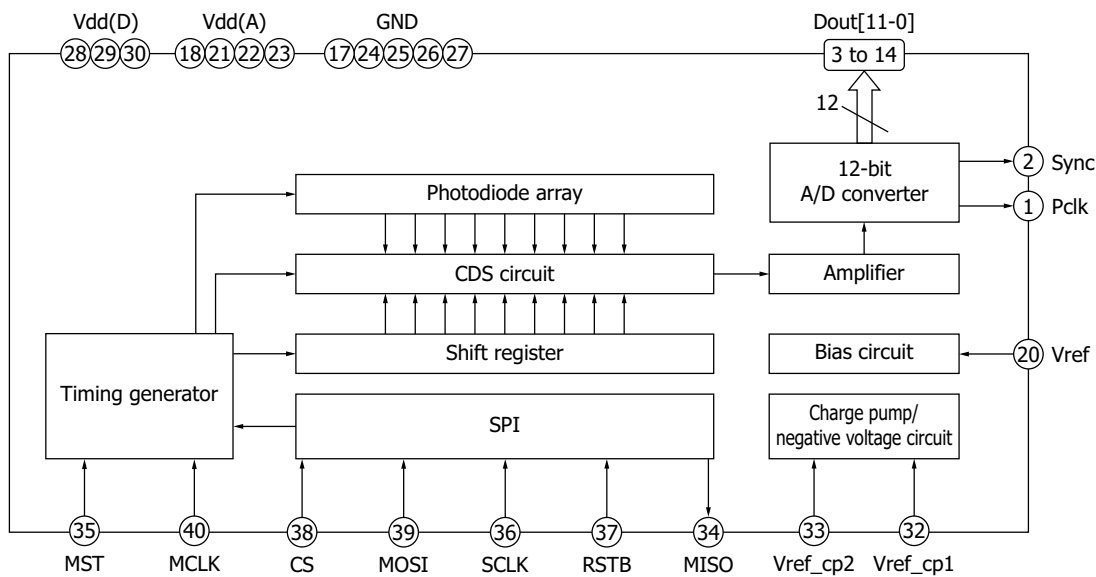 Vdd(D) Vdd(A) GND Dout[11-0]
28 29 30 18 21 22 23 17 24 25 26 27 3 to 14
12
12-bit
A/D converter
2 Sync
1 Pclk
Photodiode array
CDS circuit
Amplifier
Shift register
Bias circuit
20 Vref
Timing generator
SPI
Charge pump/
negative voltage circuit
35 40 38 39 36 37 34 33 32
MST MCLK CS MOSI SCLK RSTB MISO Vref_cp2 Vref_cp1